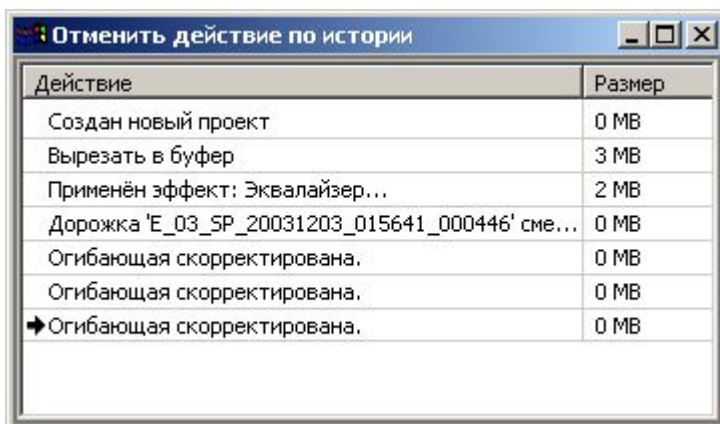 Отменить действие по истории
Действие Размер
Создан новый проект 0 MB
Вырезать в буфер 3 MB
Применён эффект: Эквалайзер... 2 MB
Дорожка 'E_03_SP_20031203_015641_000446' сме... 0 MB
Огибающая скорректирована. 0 MB
Огибающая скорректирована. 0 MB
Огибающая скорректирована. 0 MB